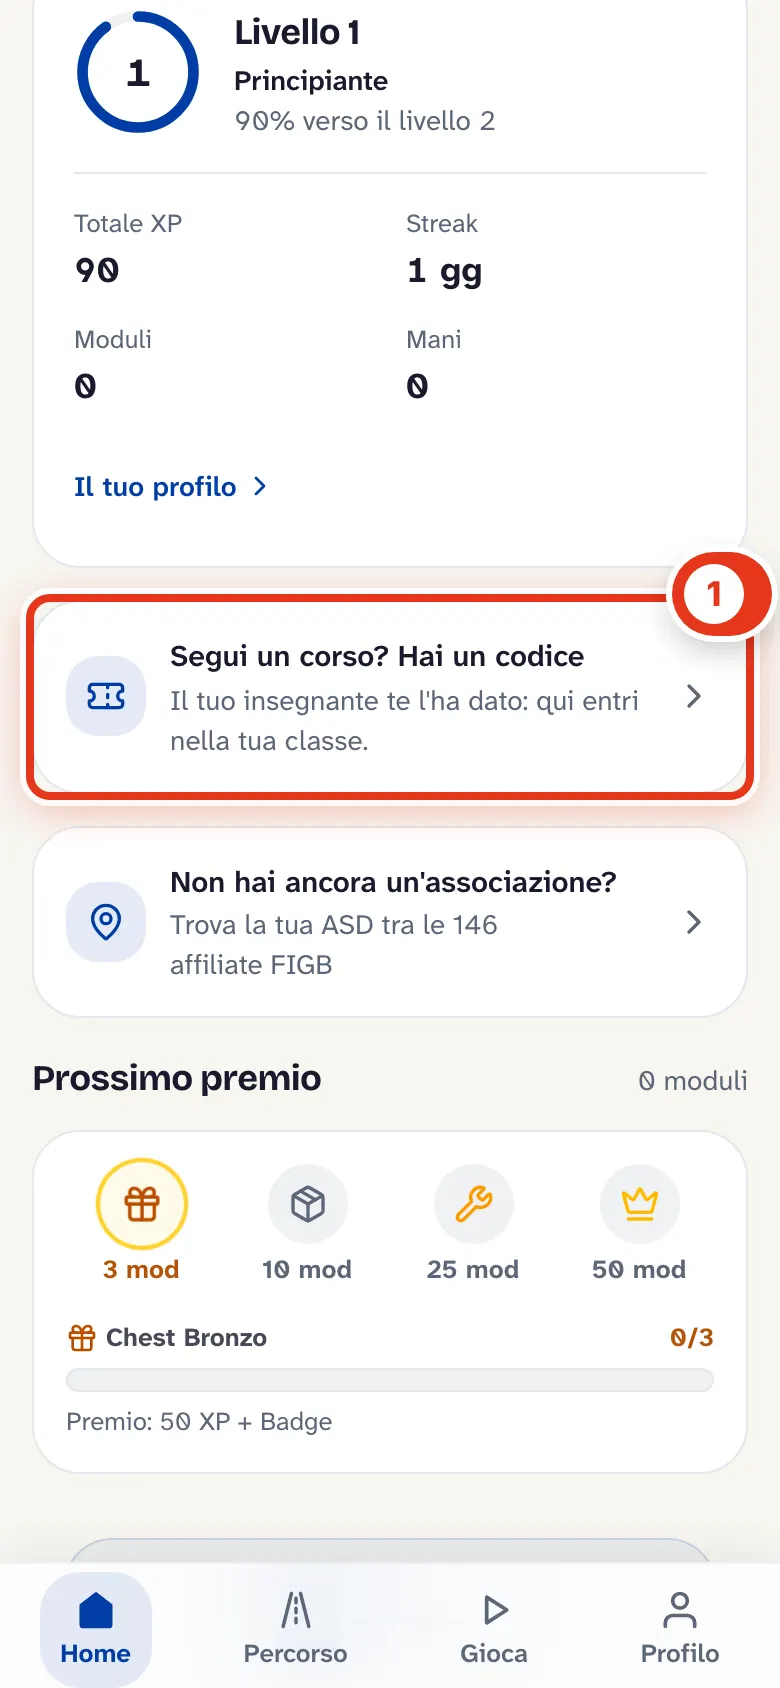 1
Livello 1
Principiante
90% verso il livello 2
Totale XP
90
Streak
1 gg
Moduli
0
Mani
0
Il tuo profilo
1
Segui un corso? Hai un codice
Il tuo insegnante te l'ha dato: qui entri
nella tua classe.
Non hai ancora un'associazione?
Trova la tua ASD tra le 146
affiliate FIGB
Prossimo premio
0 moduli
3 mod
10 mod
25 mod
50 mod
Chest Bronzo
0/3
Premio: 50 XP + Badge
Home
Percorso
Gioca
Profilo